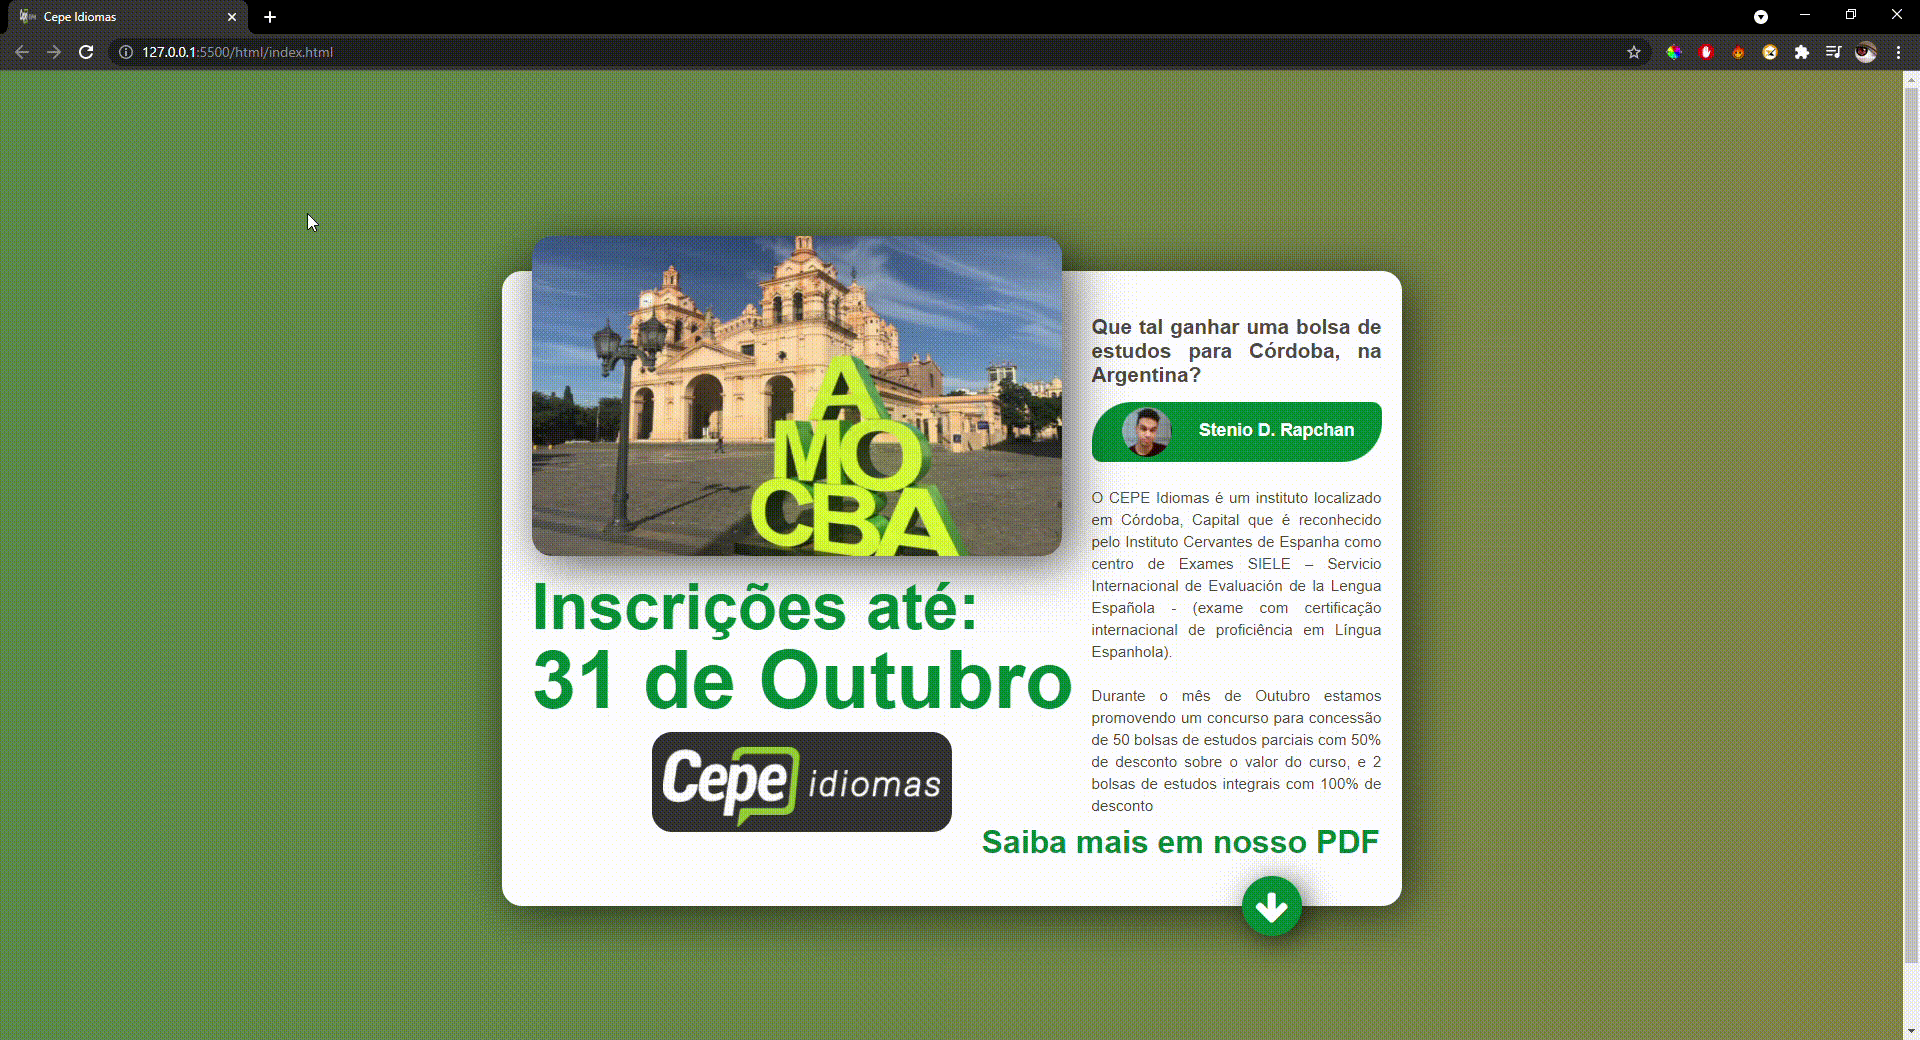 Cepe Idiomas
127.0.0.1:5500/html/index.html
A
MO
CBA
Inscrições até:
31 de Outubro
Cepe idiomas
Que tal ganhar uma bolsa de
estudos para Córdoba, na
Argentina?
Stenio D. Rapchan
O CEPE Idiomas é um instituto localizado
em Córdoba, Capital que é reconhecido
pelo Instituto Cervantes de Espanha como
centro de Exames SIELE – Servicio
Internacional de Evaluación de la Lengua
Española - (exame com certificação
internacional de proficiência em Língua
Espanhola).
Durante o mês de Outubro estamos
promovendo um concurso para concessão
de 50 bolsas de estudos parciais com 50%
de desconto sobre o valor do curso, e 2
bolsas de estudos integrais com 100% de
desconto
Saiba mais em nosso PDF